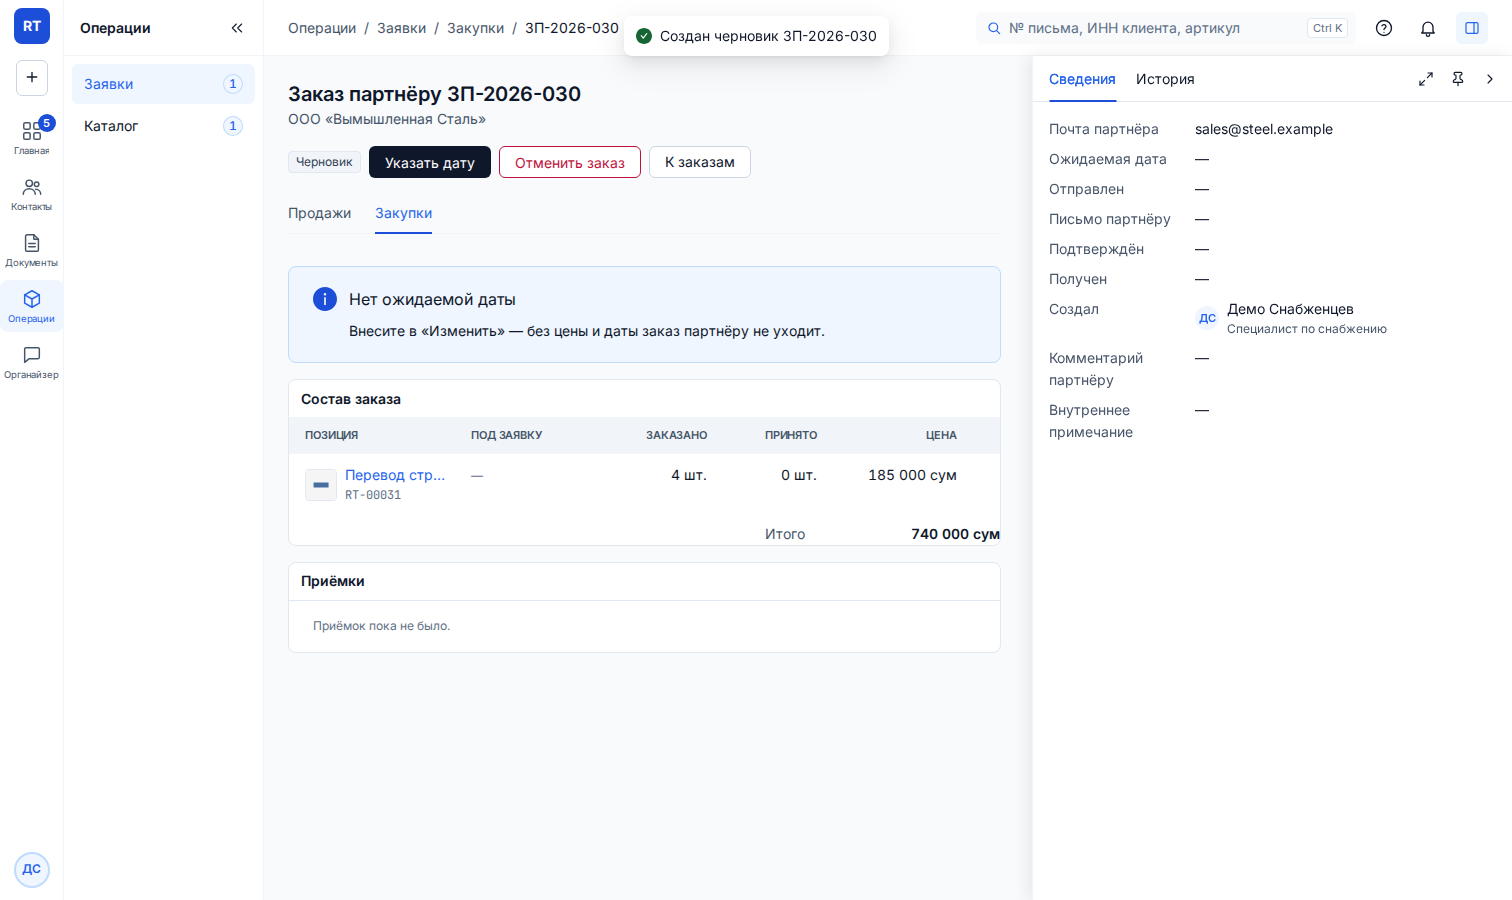 RT
Операции
Операции / Заявки / Закупки / ЗП-2026-030
Создан черновик ЗП-2026-030
№ письма, ИНН клиента, артикул
Ctrl K
Заявки
1
Каталог
1
5
Главная
Контакты
Документы
Операции
Органайзер
ДС
Заказ партнёру ЗП-2026-030
ООО «Вымышленная Сталь»
Черновик
Указать дату
Отменить заказ
К заказам
Продажи
Закупки
Нет ожидаемой даты
Внесите в «Изменить» — без цены и даты заказ партнёру не уходит.
Состав заказа
ПОЗИЦИЯ ПОД ЗАЯВКУ ЗАКАЗАНО ПРИНЯТО ЦЕНА
Перевод стр... — 4 шт. 0 шт. 185 000 сум
RT-00031
Итого 740 000 сум
Приёмки
Приёмок пока не было.
Сведения
История
Почта партнёра sales@steel.example
Ожидаемая дата —
Отправлен —
Письмо партнёру —
Подтверждён —
Получен —
Создал ДС Демо Снабженцев
Специалист по снабжению
Комментарий —
партнёру
Внутреннее —
примечание